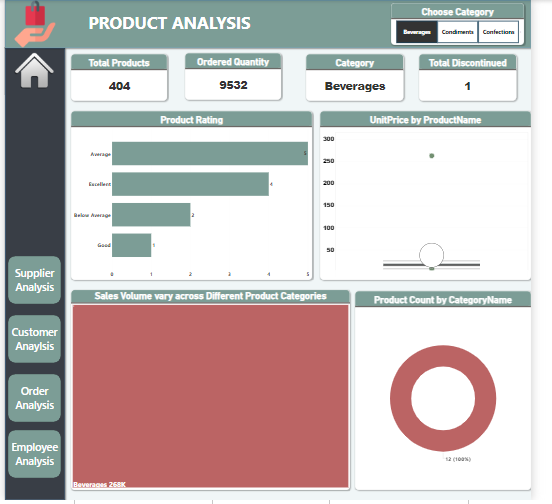 PRODUCT ANALYSIS
Choose Category
Beverages
Condiments
Confections
Total Products
404
Ordered Quantity
9532
Category
Beverages
Total Discontinued
1
Product Rating
Average
5
Excellent
4
Below Average
2
Good
1
0 1 2 3 4 5
UnitPrice by ProductName
300
250
200
150
100
50
Supplier
Analysis
Customer
Anaylsis
Order
Analysis
Employee
Analysis
Sales Volume vary across Different Product Categories
Beverages 268K
Product Count by CategoryName
12 (100%)